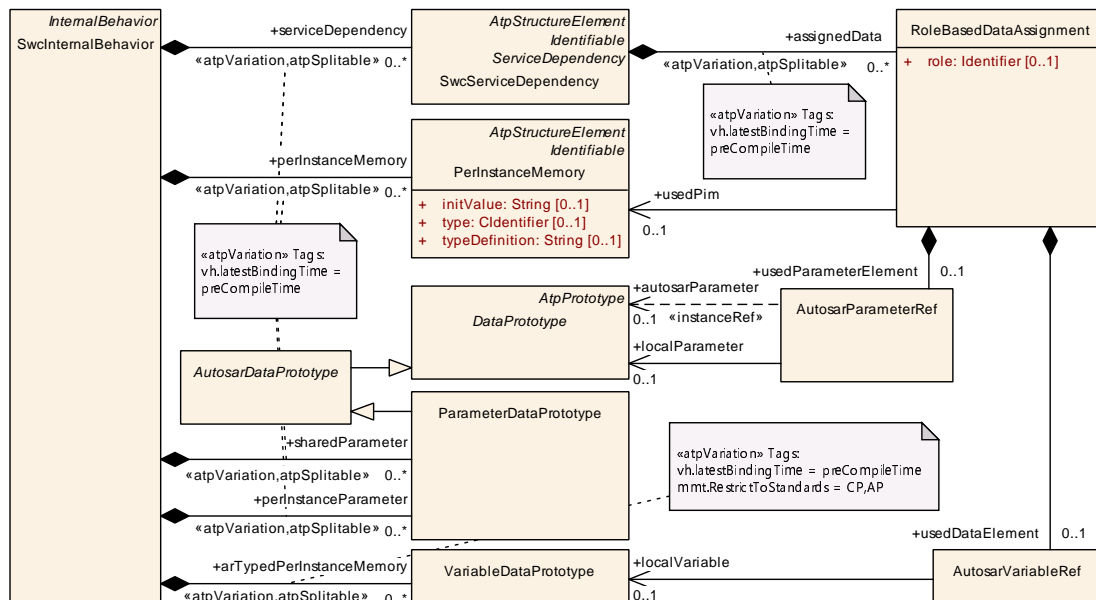 InternalBehavior
SwcInternalBehavior
+serviceDependency
«atpVariation,atpSplitable» 0..*
AtpStructureElement
Identifiable
ServiceDependency
SwcServiceDependency
+assignedData
«atpVariation,atpSplitable» 0..*
RoleBasedDataAssignment
+ role: Identifier [0..1]
«atpVariation» Tags:
vh.latestBindingTime =
preCompileTime
+perInstanceMemory
«atpVariation,atpSplitable» 0..*
AtpStructureElement
Identifiable
PerInstanceMemory
+ initValue: String [0..1]
+ type: CIdentifier [0..1]
+ typeDefinition: String [0..1]
+usedPim
0..1
«atpVariation» Tags:
vh.latestBindingTime =
preCompileTime
+usedParameterElement 0..1
AtpPrototype
DataPrototype
+autosarParameter
0..1 «instanceRef»
+localParameter
0..1
AutosarParameterRef
AutosarDataPrototype
ParameterDataPrototype
+sharedParameter
«atpVariation,atpSplitable» 0..*
+perInstanceParameter
«atpVariation,atpSplitable» 0..*
«atpVariation» Tags:
vh.latestBindingTime = preCompileTime
mmt.RestrictToStandards = CP,AP
+usedDataElement 0..1
+arTypedPerInstanceMemory
«atpVariation,atpSplitable» 0..*
VariableDataPrototype
+localVariable
0..1
AutosarVariableRef